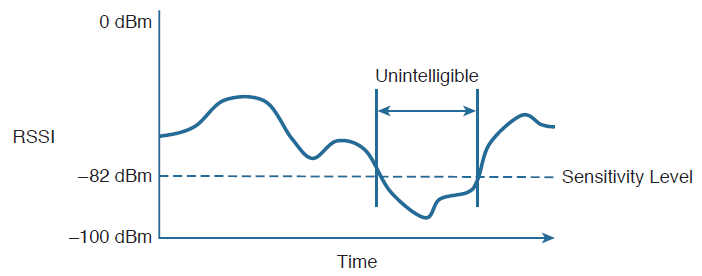 0 dBm
Unintelligible
RSSI
–82 dBm
Sensitivity Level
–100 dBm
Time